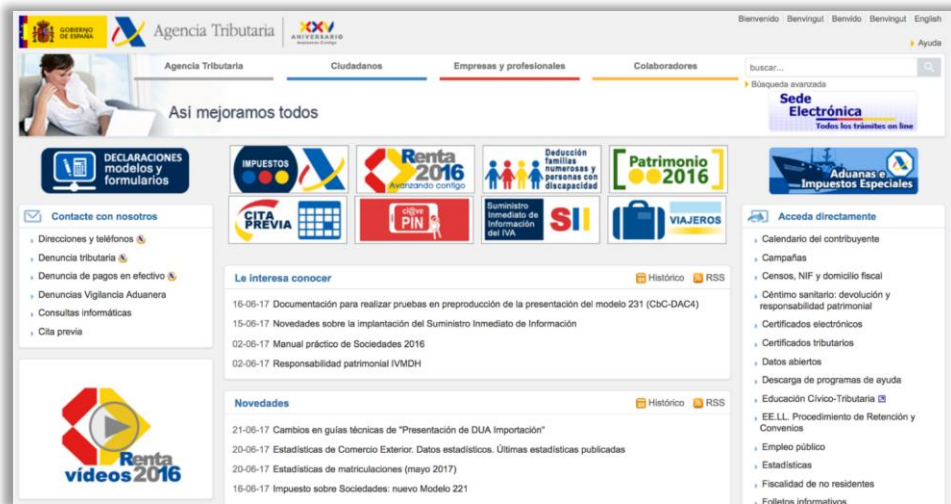 Bienvenido Benvingut Benvido Benvingut English
GOBIERNO
DE ESPAÑA
Agencia Tributaria
XXV
ANIVERSARIO
Avanzando Contigo
Ayuda
Agencia Tributaria
Ciudadanos
Empresas y profesionales
Colaboradores
buscar...
Búsqueda avanzada
Así mejoramos todos
Sede
Electrónica
Todos los trámites on line
DECLARACIONES
modelos y
formularios
IMPUESTOS
Renta
2016
Avanzando contigo
Deducción
familias
numerosas y
personas con
discapacidad
Patrimonio
2016
Aduanas e
Impuestos Especiales
CITA
PREVIA
cl@ve
PIN
Suministro
Inmediato de
Información
del IVA
SII
VIAJEROS
Contacte con nosotros
Direcciones y teléfonos
Denuncia tributaria
Denuncia de pagos en efectivo
Denuncias Vigilancia Aduanera
Consultas informáticas
Cita previa
Renta
vídeos 2016
Le interesa conocer
Histórico RSS
16-06-17 Documentación para realizar pruebas en preproducción de la presentación del modelo 231 (CbC-DAC4)
15-06-17 Novedades sobre la implantación del Suministro Inmediato de Información
02-06-17 Manual práctico de Sociedades 2016
02-06-17 Responsabilidad patrimonial IVMDH
Novedades
Histórico RSS
21-06-17 Cambios en guías técnicas de "Presentación de DUA Importación"
20-06-17 Estadísticas de Comercio Exterior. Datos estadísticos. Últimas estadísticas publicadas
20-06-17 Estadísticas de matriculaciones (mayo 2017)
16-06-17 Impuesto sobre Sociedades: nuevo Modelo 221
Acceda directamente
Calendario del contribuyente
Campañas
Censos, NIF y domicilio fiscal
Céntimo sanitario: devolución y
responsabilidad patrimonial
Certificados electrónicos
Certificados tributarios
Datos abiertos
Descarga de programas de ayuda
Educación Cívico-Tributaria
EE.LL. Procedimiento de Retención y
Convenios
Empleo público
Estadísticas
Fiscalidad de no residentes
Folletos informativos